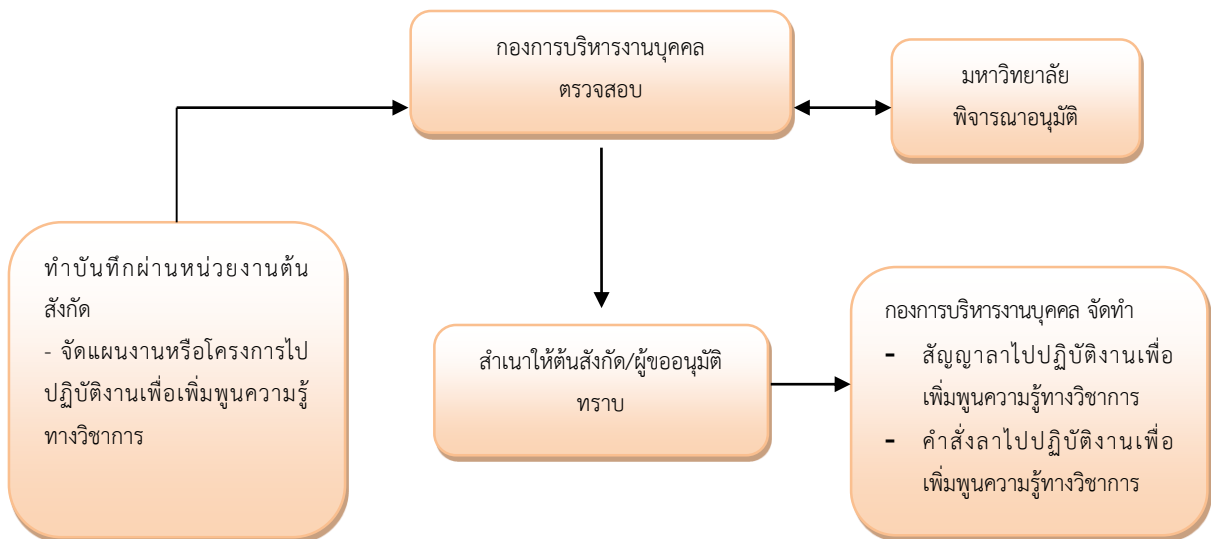 กองการบริหารงานบุคคล
ตรวจสอบ
มหาวิทยาลัย
พิจารณาอนุมัติ
ทำบันทึกผ่านหน่วยงานต้น
สังกัด
- จัดแผนงานหรือโครงการไป
ปฏิบัติงานเพื่อเพิ่มพูนความรู้
ทางวิชาการ
สำเนาให้ต้นสังกัด/ผู้ขออนุมัติ
ทราบ
กองการบริหารงานบุคคล จัดทำ
- สัญญาลาไปปฏิบัติงานเพื่อ
เพิ่มพูนความรู้ทางวิชาการ
- คำสั่งลาไปปฏิบัติงานเพื่อ
เพิ่มพูนความรู้ทางวิชาการ